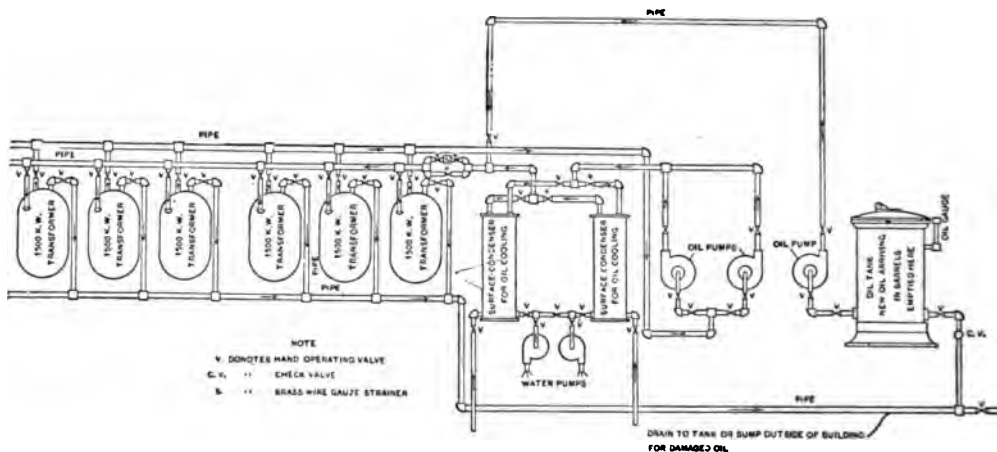 PIPE
PIPE
PIPE
1500 K.W.
TRANSFORMER
1500 K.W.
TRANSFORMER
1500 K.W.
TRANSFORMER
1500 K.W.
TRANSFORMER
1500 K.W.
TRANSFORMER
1500 K.W.
TRANSFORMER
SURFACE-CONDENSER
FOR OIL COOLING
SURFACE CONDENSER
FOR OIL COOLING
OIL PUMPS
OIL PUMP
OIL TANK
NEW OIL ARRIVING
IN BARRELS
EMPTIED HERE
OIL GAUGE
C.V.
PIPE
PIPE
WATER PUMPS
NOTE
V. DONOTES HAND OPERATING VALVE
C.V. " CHECK VALVE
S. " BRASS WIRE GAUZE STRAINER
PIPE
DRAIN TO TANK OR SUMP OUTSIDE OF BUILDING
FOR DAMAGED OIL